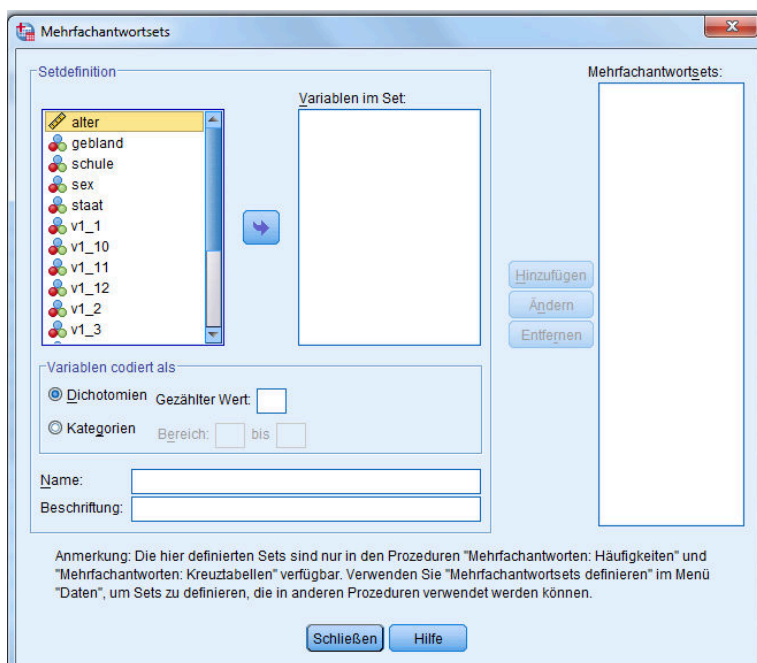 Mehrfachantwortsets
Setdefinition
Mehrfachantwortsets:
Variablen im Set:
alter
gebland
schule
sex
staat
v1_1
v1_10
v1_11
v1_12
v1_2
v1_3
Hinzufügen
Ändern
Entfernen
Variablen codiert als
Dichotomien Gezählter Wert:
Kategorien Bereich: bis
Name:
Beschriftung:
Anmerkung: Die hier definierten Sets sind nur in den Prozeduren "Mehrfachantworten: Häufigkeiten" und
"Mehrfachantworten: Kreuztabellen" verfügbar. Verwenden Sie "Mehrfachantwortsets definieren" im Menü
"Daten", um Sets zu definieren, die in anderen Prozeduren verwendet werden können.
Schließen Hilfe